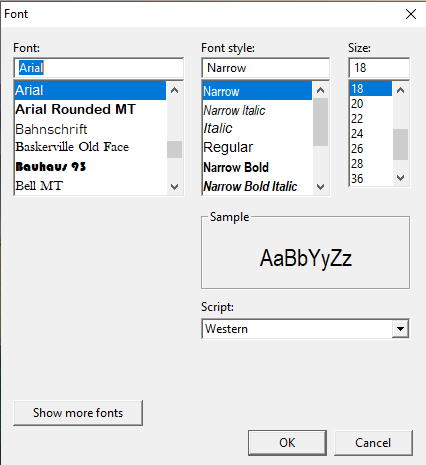 Font
Font:
Arial
Arial
Arial Rounded MT
Bahnschrift
Baskerville Old Face
Bauhaus 93
Bell MT
Font style:
Narrow
Narrow
Narrow Italic
Italic
Regular
Narrow Bold
Narrow Bold Italic
Size:
18
18
20
22
24
26
28
36
Sample
AaBbYyZz
Script:
Western
Show more fonts
OK
Cancel